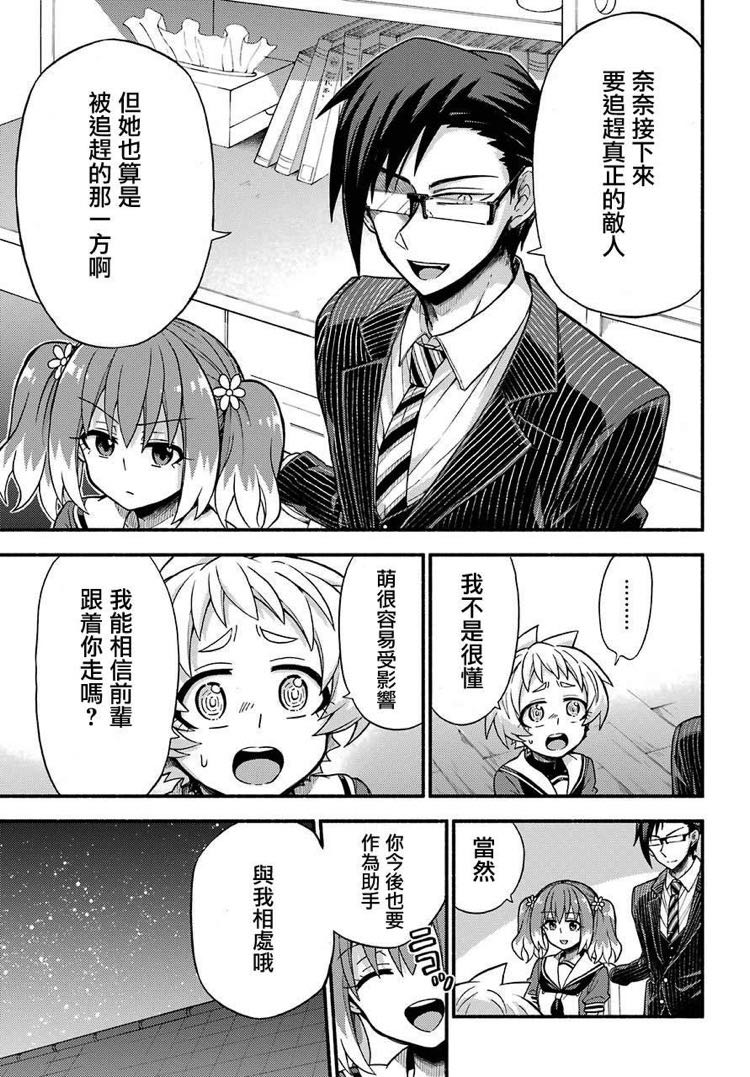 奈奈接下來
要追趕真正的敵人
但她也算是
被追趕的那一方啊
………
我不是很懂
萌很容易受影響
我能相信前輩
跟着你走嗎?
當然
你今後也要
作為助手
ニコッ
與我相處哦